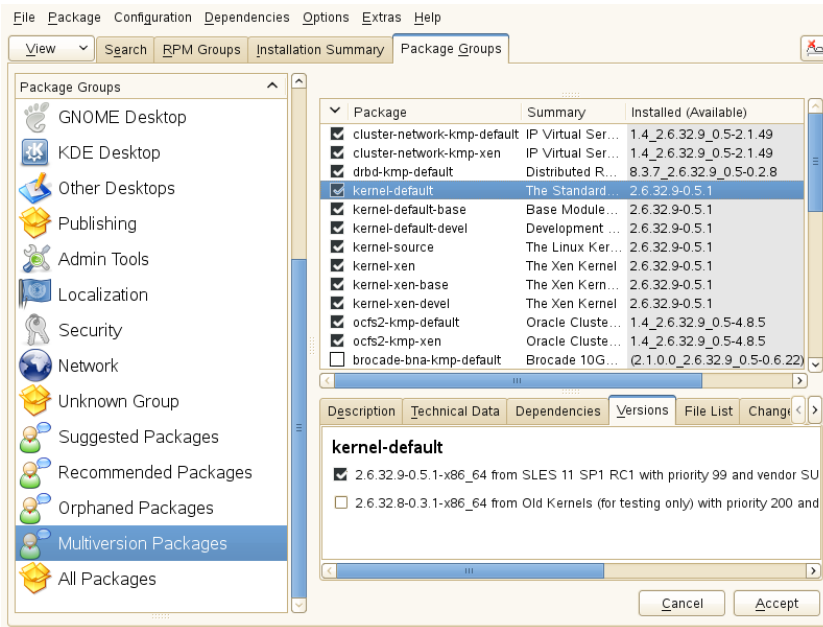 File Package Configuration Dependencies Options Extras Help
View Search RPM Groups Installation Summary Package Groups
Package Groups
GNOME Desktop
KDE Desktop
Other Desktops
Publishing
Admin Tools
Localization
Security
Network
Unknown Group
Suggested Packages
Recommended Packages
Orphaned Packages
Multiversion Packages
All Packages
Package Summary Installed (Available)
cluster-network-kmp-default IP Virtual Ser... 1.4_2.6.32.9_0.5-2.1.49
cluster-network-kmp-xen IP Virtual Ser... 1.4_2.6.32.9_0.5-2.1.49
drbd-kmp-default Distributed R... 8.3.7_2.6.32.9_0.5-0.2.8
kernel-default The Standard... 2.6.32.9-0.5.1
kernel-default-base Base Module... 2.6.32.9-0.5.1
kernel-default-devel Development ... 2.6.32.9-0.5.1
kernel-source The Linux Ker... 2.6.32.9-0.5.1
kernel-xen The Xen Kernel 2.6.32.9-0.5.1
kernel-xen-base The Xen Kern... 2.6.32.9-0.5.1
kernel-xen-devel The Xen Kernel 2.6.32.9-0.5.1
ocfs2-kmp-default Oracle Cluste... 1.4_2.6.32.9_0.5-4.8.5
ocfs2-kmp-xen Oracle Cluste... 1.4_2.6.32.9_0.5-4.8.5
brocade-bna-kmp-default Brocade 10G... (2.1.0.0_2.6.32.9_0.5-0.6.22)
Description Technical Data Dependencies Versions File List Change
kernel-default
2.6.32.9-0.5.1-x86_64 from SLES 11 SP1 RC1 with priority 99 and vendor SU
2.6.32.8-0.3.1-x86_64 from Old Kernels (for testing only) with priority 200 and
Cancel Accept